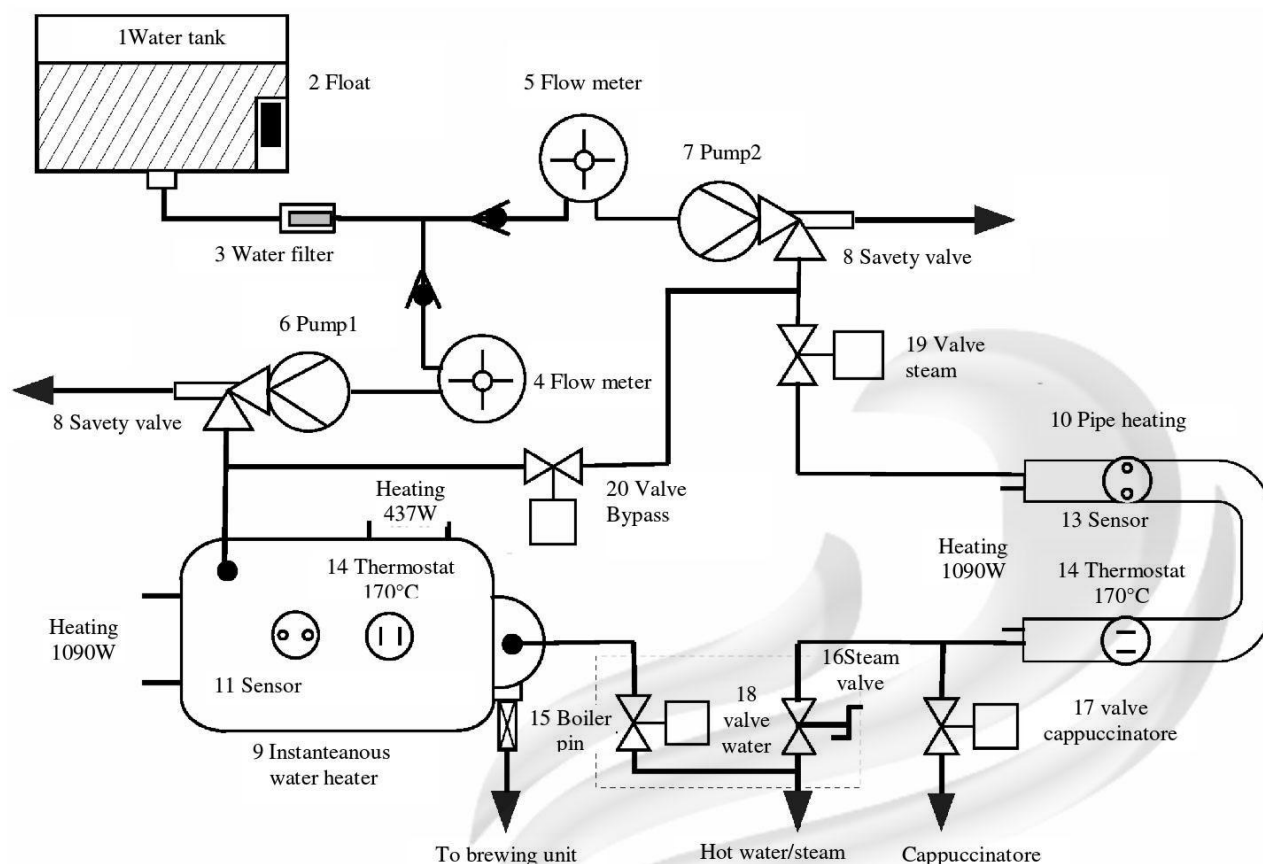 1Water tank
2 Float
5 Flow meter
7 Pump2
3 Water filter
8 Savety valve
6 Pump1
4 Flow meter
19 Valve
steam
8 Savety valve
10 Pipe heating
Heating
437W
20 Valve
Bypass
13 Sensor
14 Thermostat
170°C
Heating
1090W
14 Thermostat
170°C
Heating
1090W
11 Sensor
16Steam
valve
15 Boiler
pin
18
valve
water
17 valve
cappuccinatore
9 Instanteanous
water heater
To brewing unit
Hot water/steam
Cappuccinatore